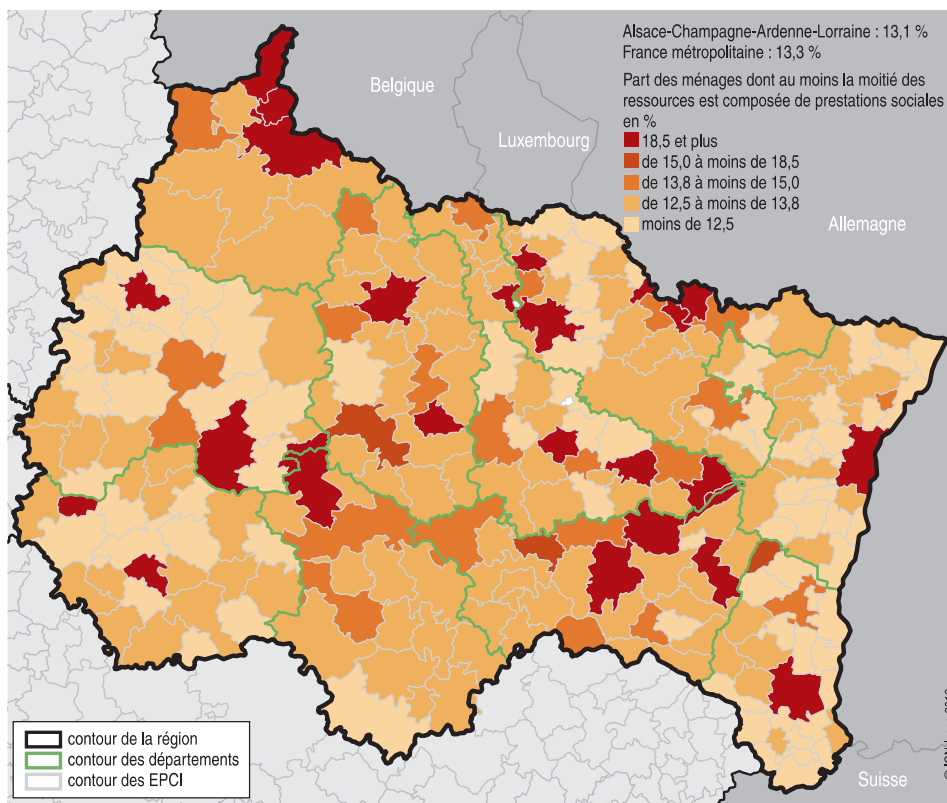 Alsace-Champagne-Ardenne-Lorraine : 13,1 %
France métropolitaine : 13,3 %
Part des ménages dont au moins la moitié des
ressources est composée de prestations sociales
en %
18,5 et plus
de 15,0 à moins de 18,5
de 13,8 à moins de 15,0
de 12,5 à moins de 13,8
moins de 12,5
Belgique
Luxembourg
Allemagne
Suisse
contour de la région
contour des départements
contour des EPCI